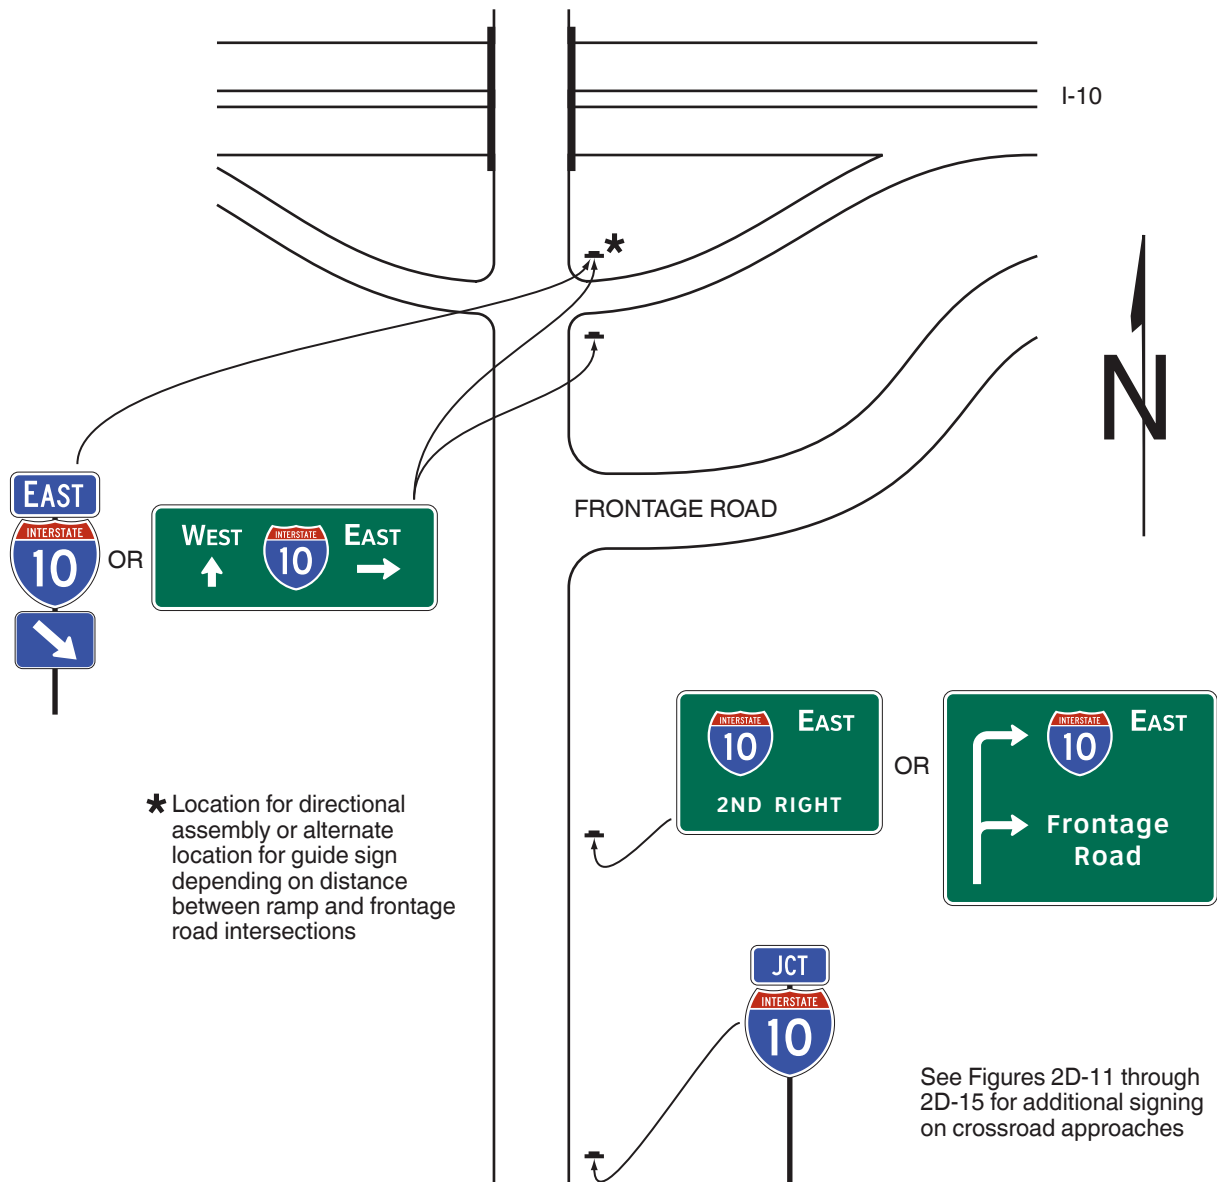 I-10
*
N
EAST
INTERSTATE
10
OR
WEST
INTERSTATE
10
EAST
FRONTAGE ROAD
INTERSTATE
10
EAST
2ND RIGHT
OR
INTERSTATE
10
EAST
Frontage
Road
* Location for directional
assembly or alternate
location for guide sign
depending on distance
between ramp and frontage
road intersections
JCT
INTERSTATE
10
See Figures 2D-11 through
2D-15 for additional signing
on crossroad approaches